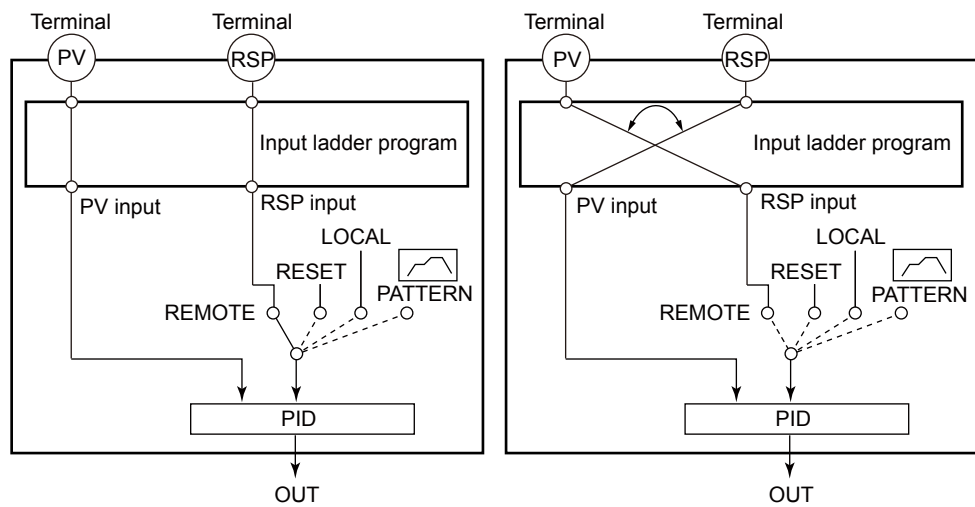 Terminal
Terminal
PV
RSP
Input ladder program
PV input
RSP input
LOCAL
RESET
REMOTE
PATTERN
PID
OUT
Terminal
Terminal
PV
RSP
Input ladder program
PV input
RSP input
LOCAL
RESET
REMOTE
PATTERN
PID
OUT